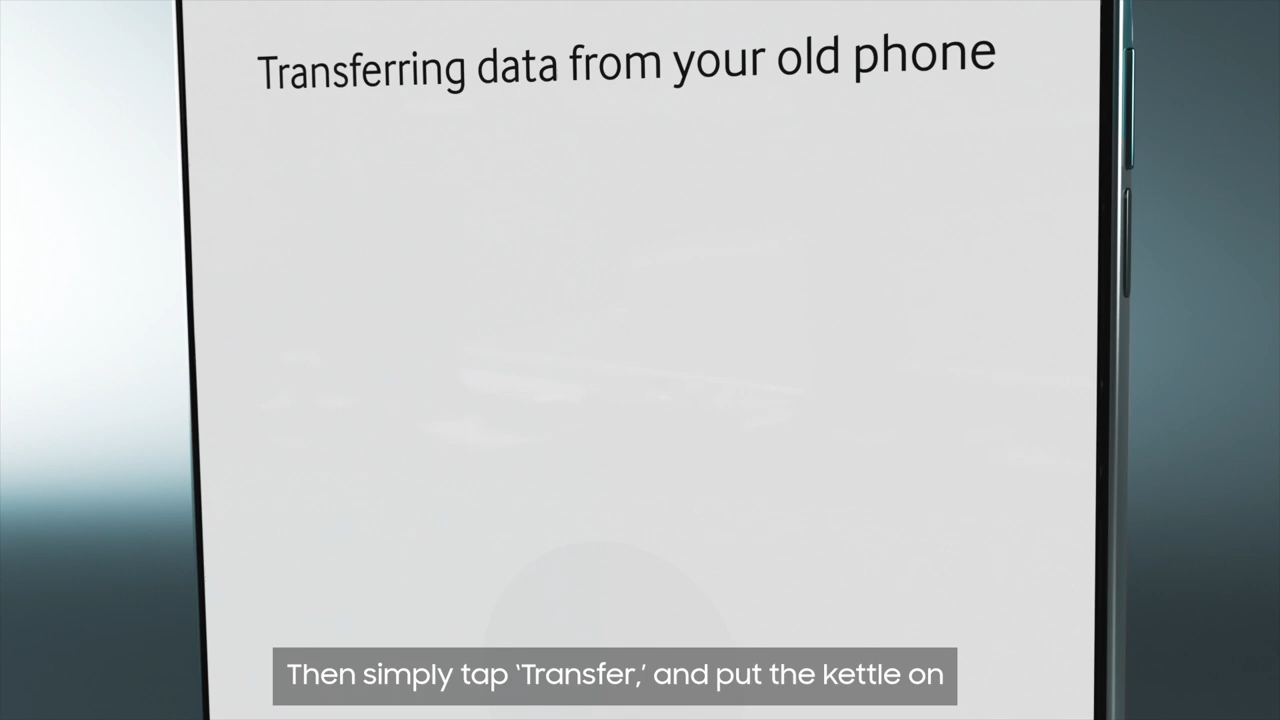 Transferring data from your old phone
Then simply tap ‘Transfer,’ and put the kettle on